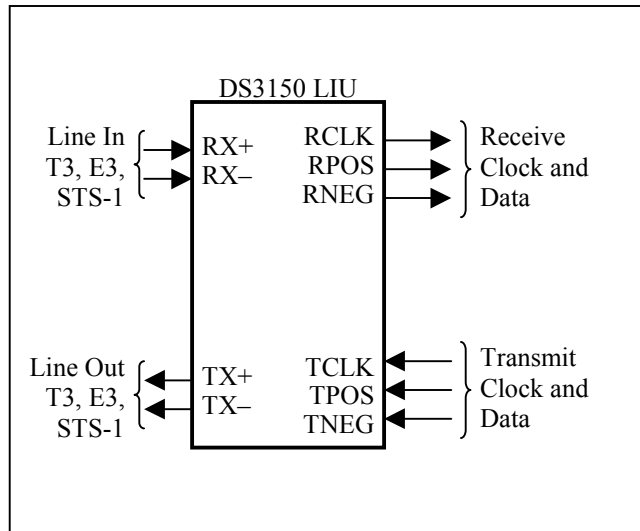 DS3150 LIU
Line In
T3, E3,
STS-1
RX+
RX–
RCLK
RPOS
RNEG
Receive
Clock and
Data
Line Out
T3, E3,
STS-1
TX+
TX–
TCLK
TPOS
TNEG
Transmit
Clock and
Data